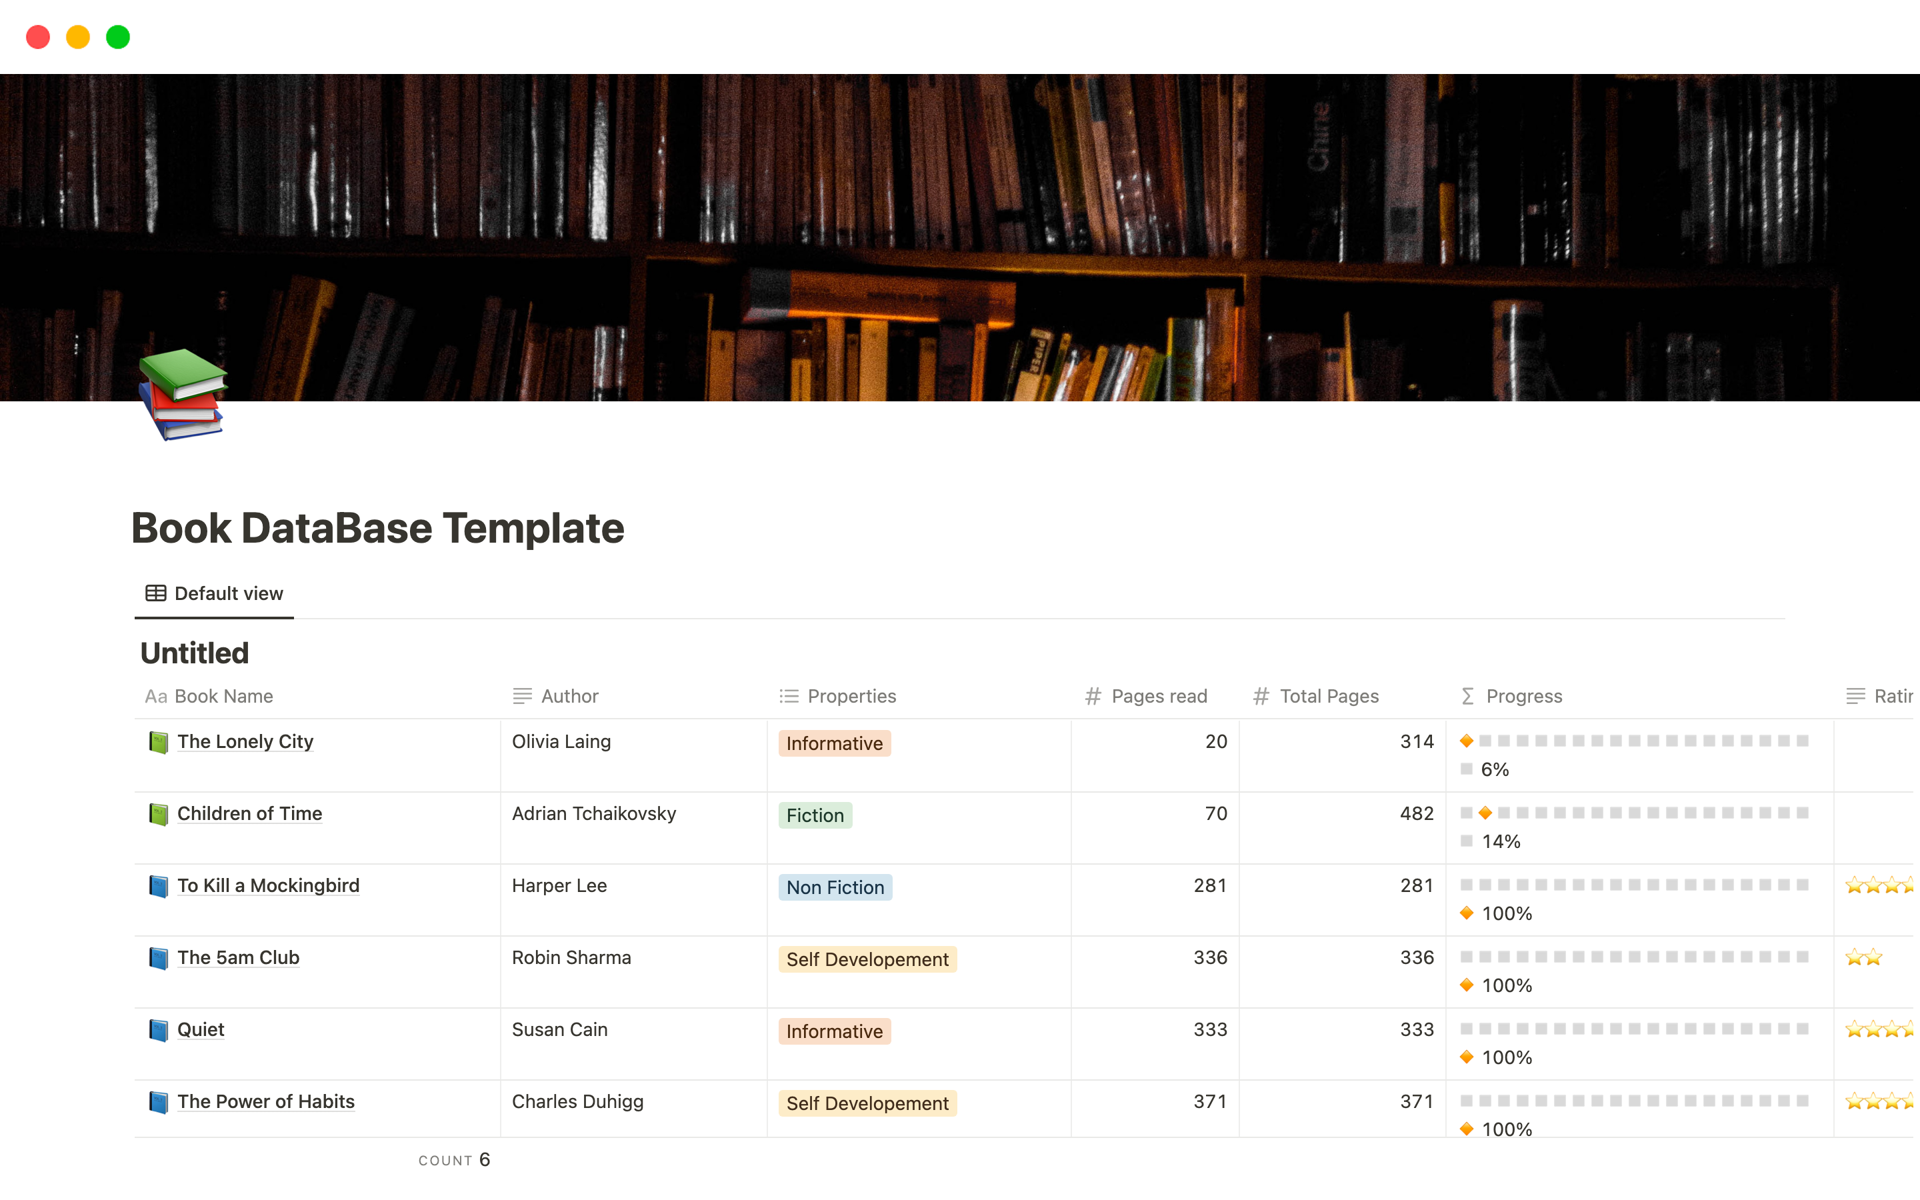 Chine
PIPER
Book DataBase Template
Default view
Untitled
Aa Book Name Author Properties # Pages read # Total Pages Σ Progress Ratin
The Lonely City Olivia Laing Informative 20 314
6%
Children of Time Adrian Tchaikovsky Fiction 70 482
14%
To Kill a Mockingbird Harper Lee Non Fiction 281 281
100%
The 5am Club Robin Sharma Self Developement 336 336
100%
Quiet Susan Cain Informative 333 333
100%
The Power of Habits Charles Duhigg Self Developement 371 371
100%
COUNT 6